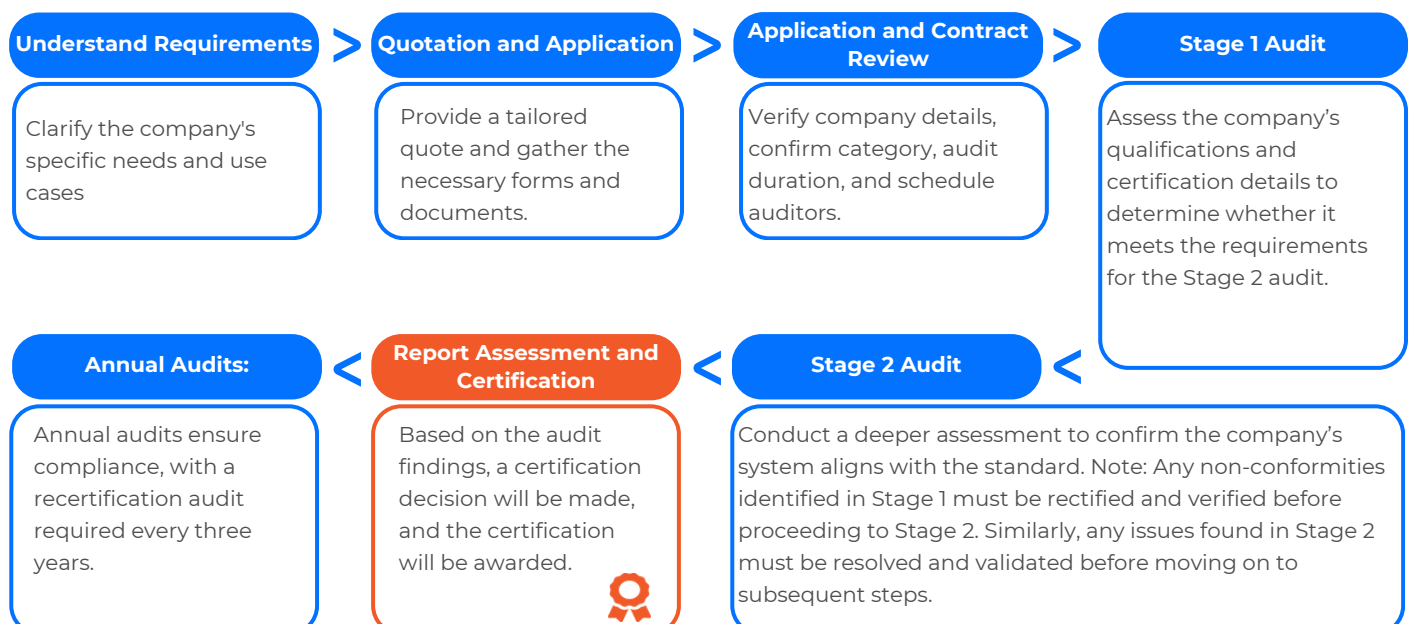 Understand Requirements
>
Quotation and Application
>
Application and Contract
Review
>
Stage 1 Audit
Clarify the company's
specific needs and use
cases
Provide a tailored
quote and gather the
necessary forms and
documents.
Verify company details,
confirm category, audit
duration, and schedule
auditors.
Assess the company’s
qualifications and
certification details to
determine whether it
meets the requirements
for the Stage 2 audit.
<
Stage 2 Audit
Conduct a deeper assessment to confirm the company’s
system aligns with the standard. Note: Any non-conformities
identified in Stage 1 must be rectified and verified before
proceeding to Stage 2. Similarly, any issues found in Stage 2
must be resolved and validated before moving on to
subsequent steps.
<
Report Assessment and
Certification
Based on the audit
findings, a certification
decision will be made,
and the certification
will be awarded.
<
Annual Audits:
Annual audits ensure
compliance, with a
recertification audit
required every three
years.